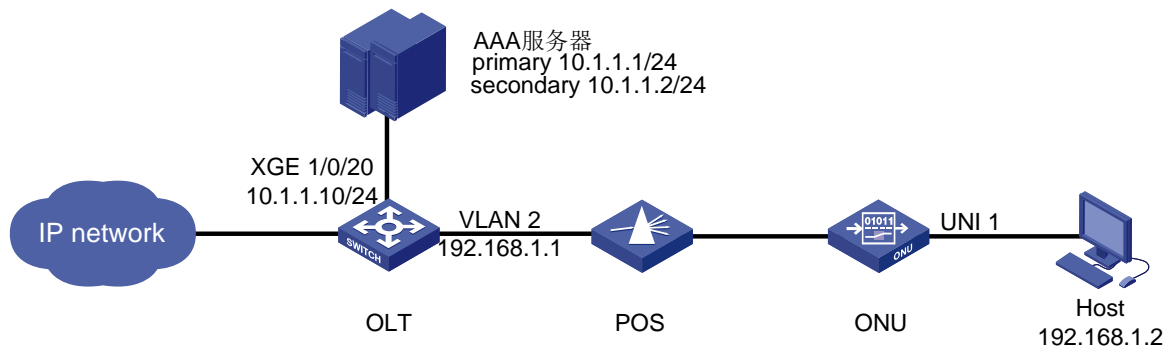 AAA服务器
primary 10.1.1.1/24
secondary 10.1.1.2/24
XGE 1/0/20
10.1.1.10/24
IP network
SWITCH
VLAN 2
192.168.1.1
01011
ONU
UNI 1
OLT
POS
ONU
Host
192.168.1.2